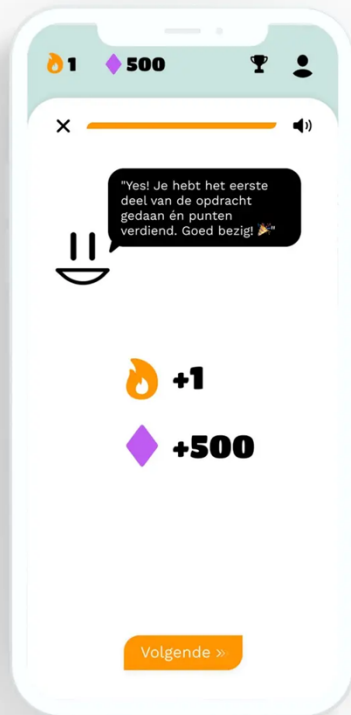 1 500
"Yes! Je hebt het eerste
deel van de opdracht
gedaan én punten
verdiend. Goed bezig! 🎉"
+1
+500
Volgende »